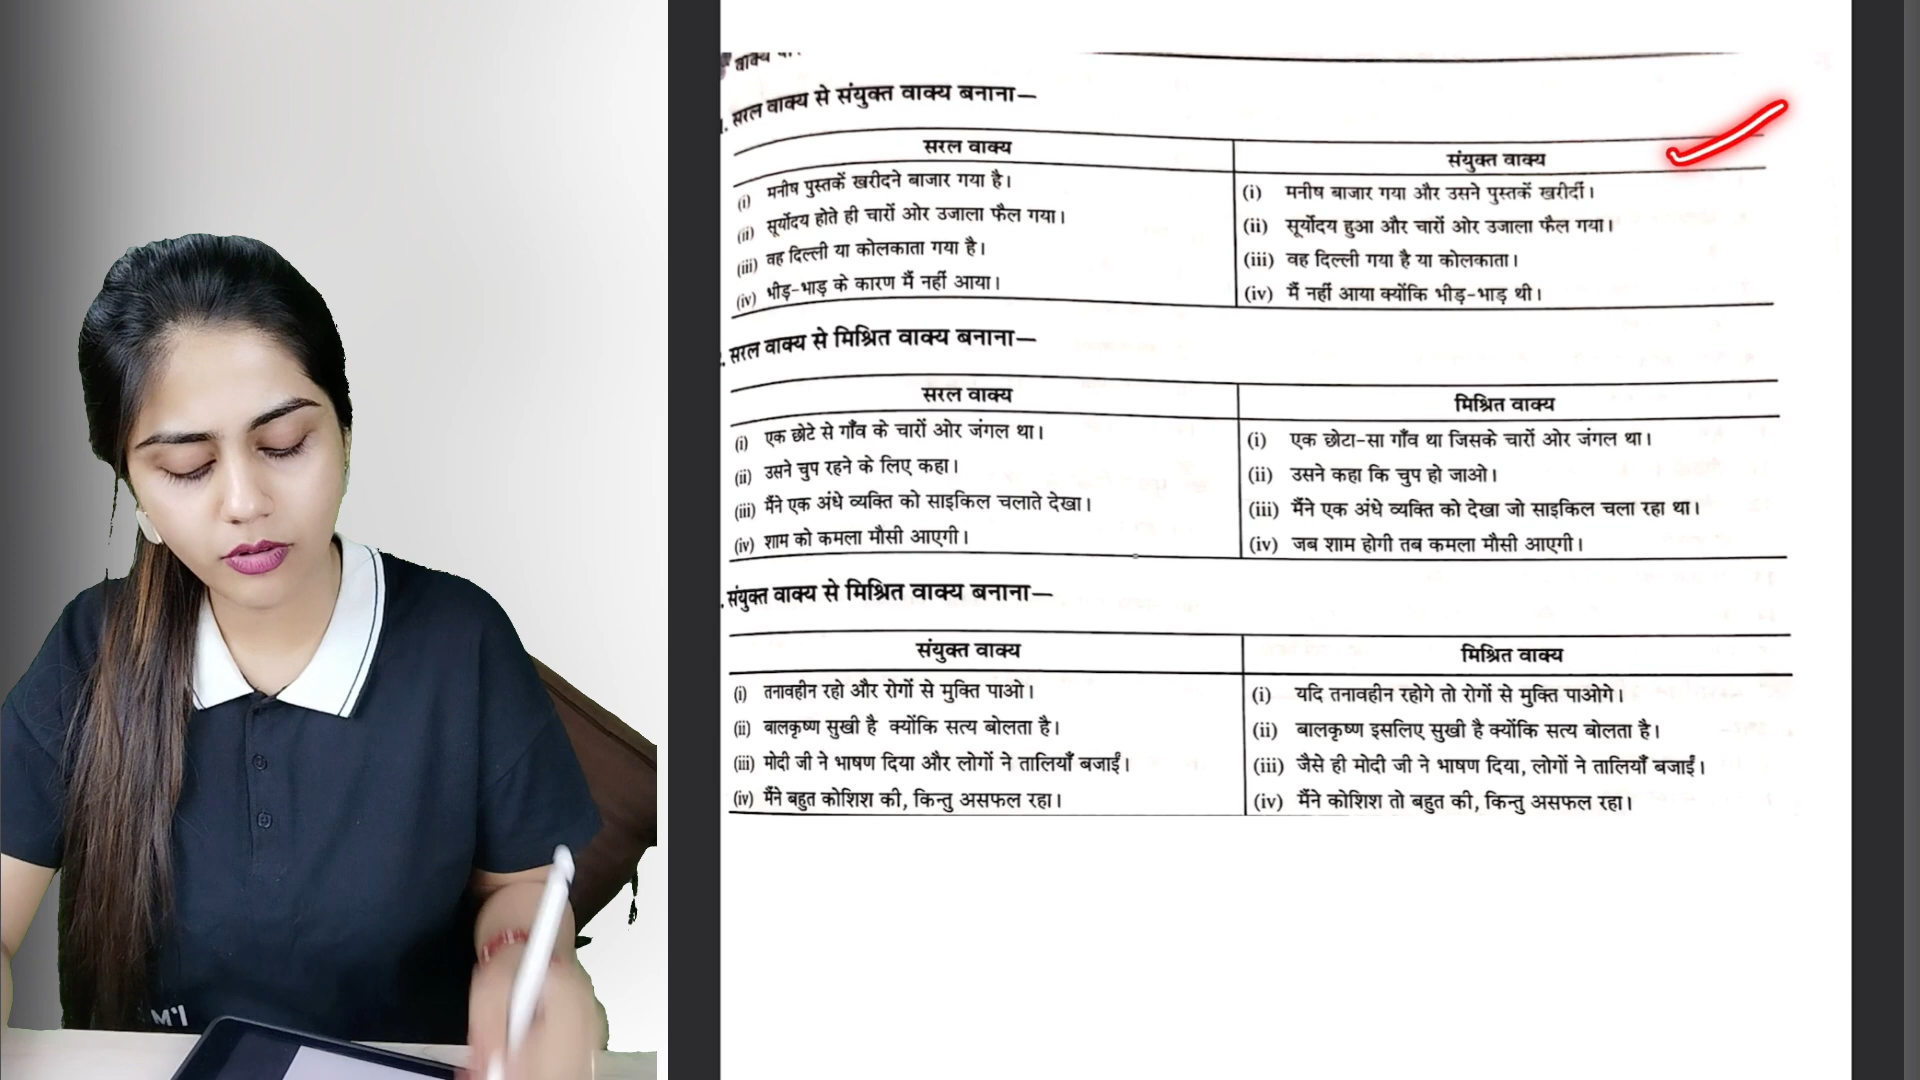 वाक्य
1. सरल वाक्य से संयुक्त वाक्य बनाना—
सरल वाक्य
संयुक्त वाक्य
(i) मनीष पुस्तकें खरीदने बाजार गया है।
(i) मनीष बाजार गया और उसने पुस्तकें खरीदीं।
(ii) सूर्योदय होते ही चारों ओर उजाला फैल गया।
(ii) सूर्योदय हुआ और चारों ओर उजाला फैल गया।
(iii) वह दिल्ली या कोलकाता गया है।
(iii) वह दिल्ली गया है या कोलकाता।
(iv) भीड़-भाड़ के कारण मैं नहीं आया।
(iv) मैं नहीं आया क्योंकि भीड़-भाड़ थी।
. सरल वाक्य से मिश्रित वाक्य बनाना—
सरल वाक्य
मिश्रित वाक्य
(i) एक छोटे से गाँव के चारों ओर जंगल था।
(i) एक छोटा-सा गाँव था जिसके चारों ओर जंगल था।
(ii) उसने चुप रहने के लिए कहा।
(ii) उसने कहा कि चुप हो जाओ।
(iii) मैंने एक अंधे व्यक्ति को साइकिल चलाते देखा।
(iii) मैंने एक अंधे व्यक्ति को देखा जो साइकिल चला रहा था।
(iv) शाम को कमला मौसी आएगी।
(iv) जब शाम होगी तब कमला मौसी आएगी।
. संयुक्त वाक्य से मिश्रित वाक्य बनाना—
संयुक्त वाक्य
मिश्रित वाक्य
(i) तनावहीन रहो और रोगों से मुक्ति पाओ।
(i) यदि तनावहीन रहोगे तो रोगों से मुक्ति पाओगे।
(ii) बालकृष्ण सुखी है क्योंकि सत्य बोलता है।
(ii) बालकृष्ण इसलिए सुखी है क्योंकि सत्य बोलता है।
(iii) मोदी जी ने भाषण दिया और लोगों ने तालियाँ बजाईं।
(iii) जैसे ही मोदी जी ने भाषण दिया, लोगों ने तालियाँ बजाईं।
(iv) मैंने बहुत कोशिश की, किन्तु असफल रहा।
(iv) मैंने कोशिश तो बहुत की, किन्तु असफल रहा।